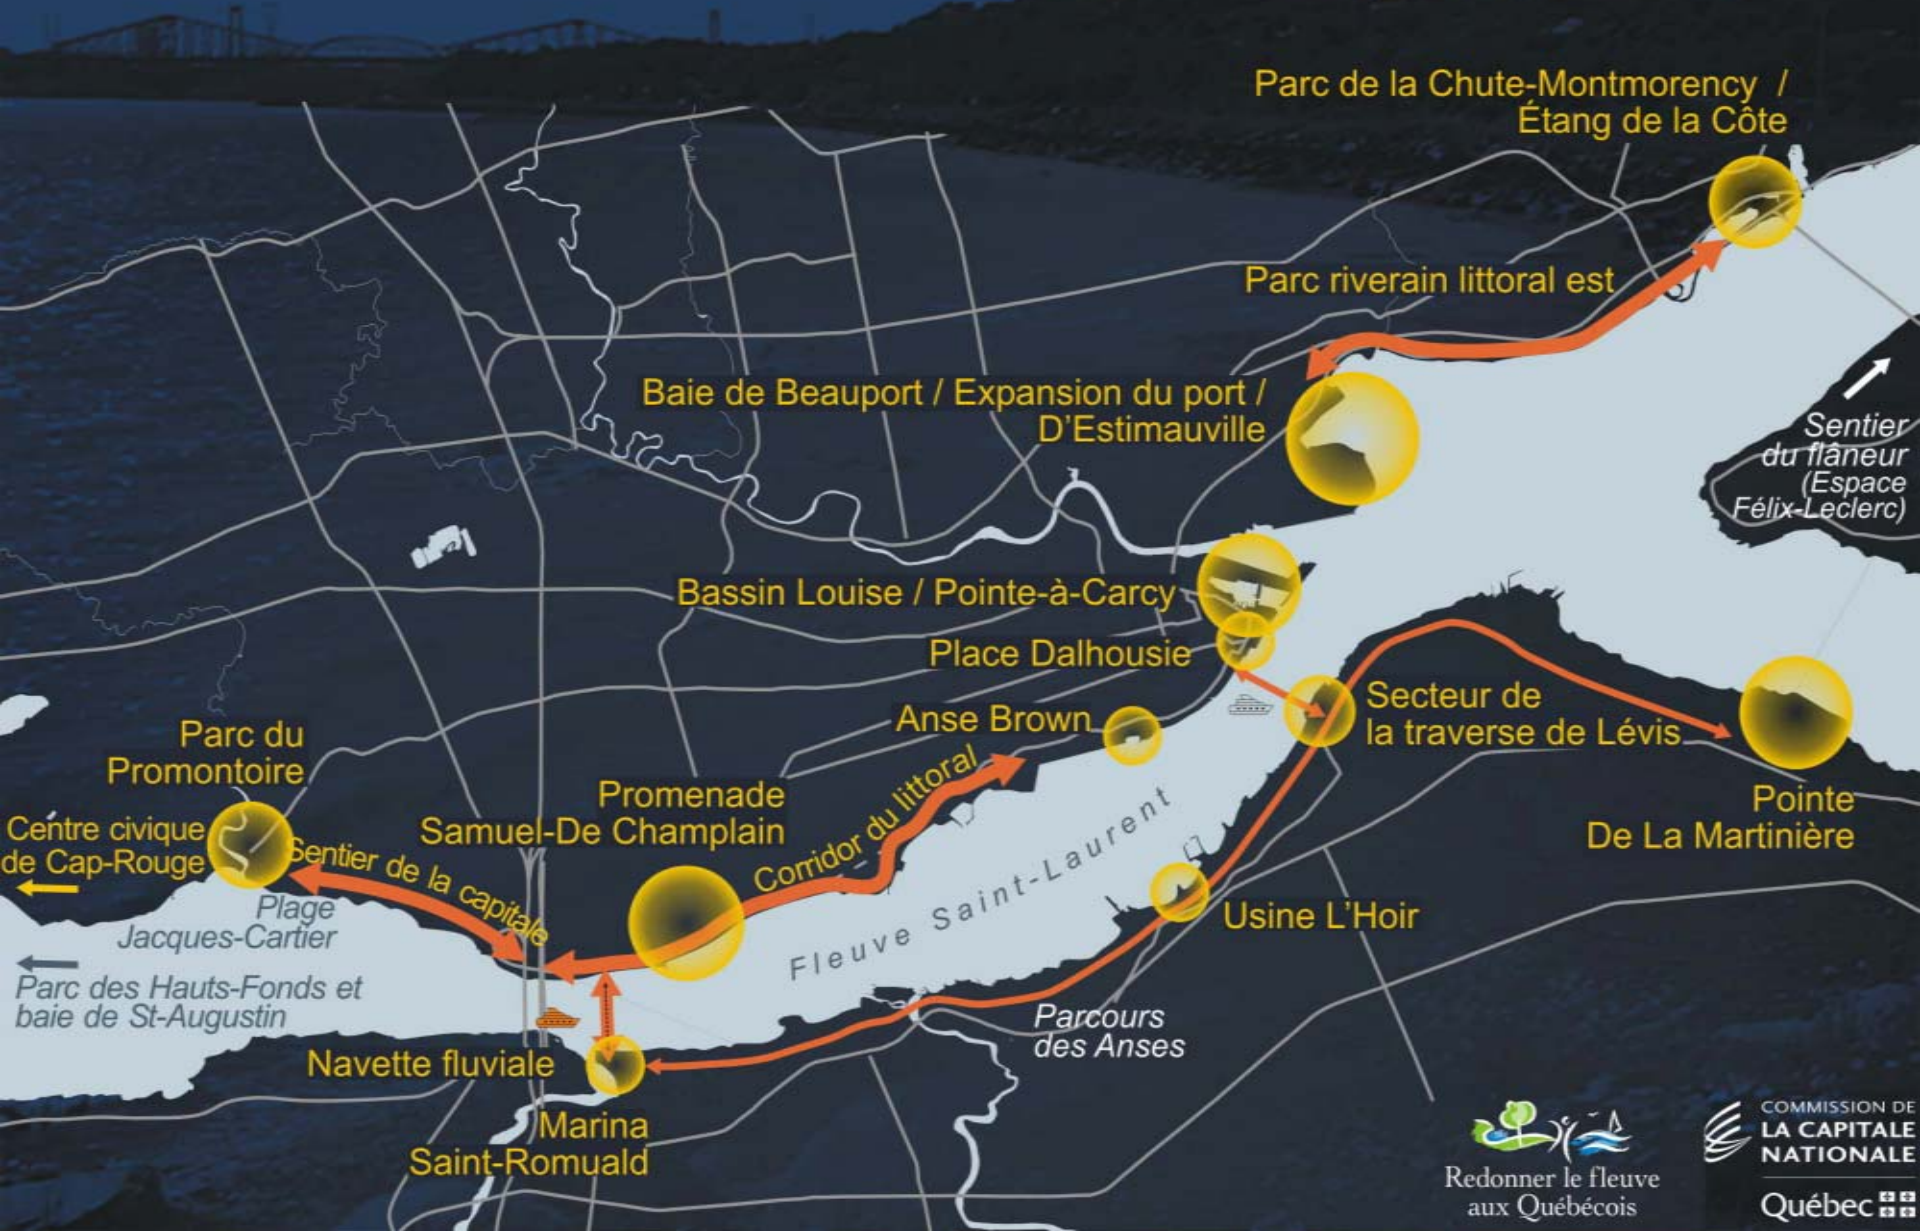 Parc de la Chute-Montmorency /
Étang de la Côte
Parc riverain littoral est
Baie de Beauport / Expansion du port /
D'Estimauville
Sentier
du flâneur
(Espace
Félix-Leclerc)
Bassin Louise / Pointe-à-Carcy
Place Dalhousie
Anse Brown
Secteur de
la traverse de Lévis
Parc du
Promontoire
Promenade
Samuel-De Champlain
Corridor du littoral
Pointe
De La Martinière
Centre civique
de Cap-Rouge
Sentier de la capitale
Plage
Jacques-Cartier
Fleuve Saint-Laurent
Usine L'Hoir
Parc des Hauts-Fonds et
baie de St-Augustin
Parcours
des Anses
Navette fluviale
Marina
Saint-Romuald
Redonner le fleuve
aux Québécois
COMMISSION DE
LA CAPITALE
NATIONALE
Québec